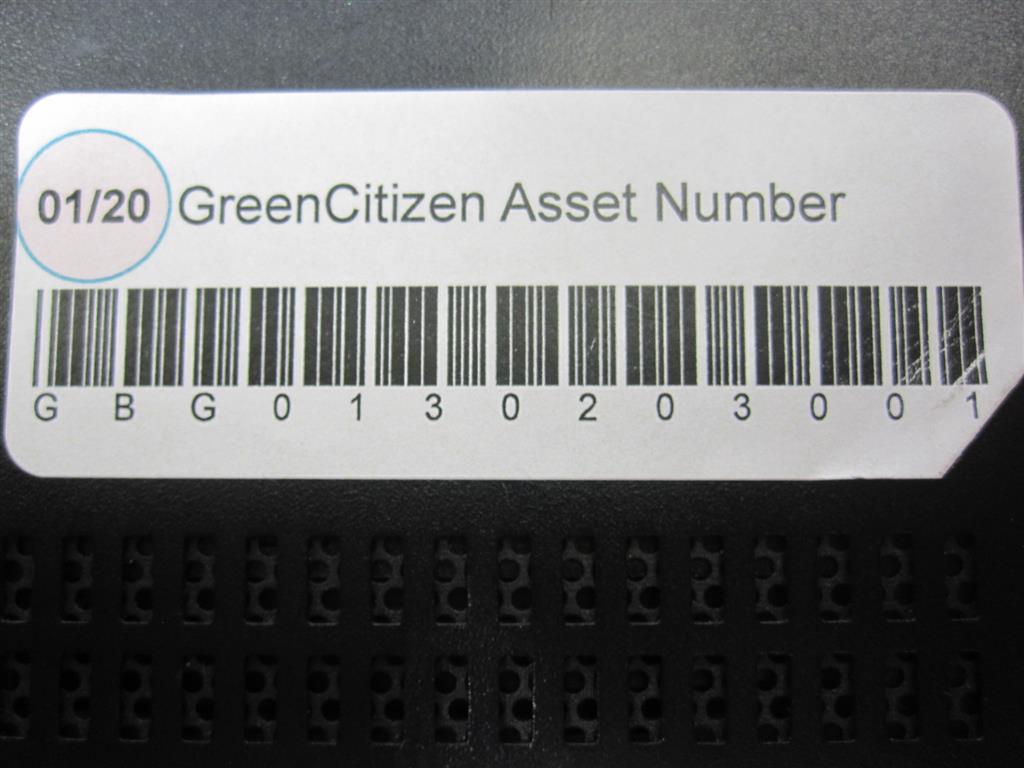 01/20 GreenCitizen Asset Number
G B G 0 1 3 0 2 0 3 0 0 1